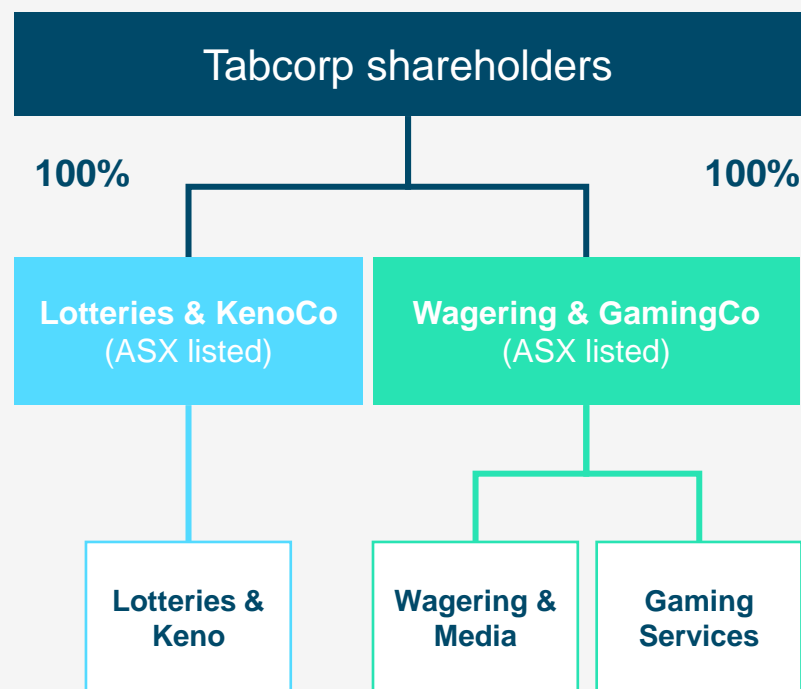 Tabcorp shareholders
100%
100%
Lotteries & KenoCo
(ASX listed)
Wagering & GamingCo
(ASX listed)
Lotteries &
Keno
Wagering &
Media
Gaming
Services